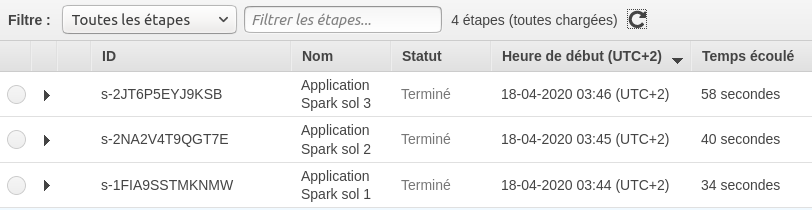 Filtre : Toutes les étapes Filtrer les étapes... 4 étapes (toutes chargées)
ID Nom Statut Heure de début (UTC+2) Temps écoulé
s-2JT6P5EYJ9KSB Application Spark sol 3 Terminé 18-04-2020 03:46 (UTC+2) 58 secondes
s-2NA2V4T9QGT7E Application Spark sol 2 Terminé 18-04-2020 03:45 (UTC+2) 40 secondes
s-1FIA9SSTMKNMW Application Spark sol 1 Terminé 18-04-2020 03:44 (UTC+2) 34 secondes